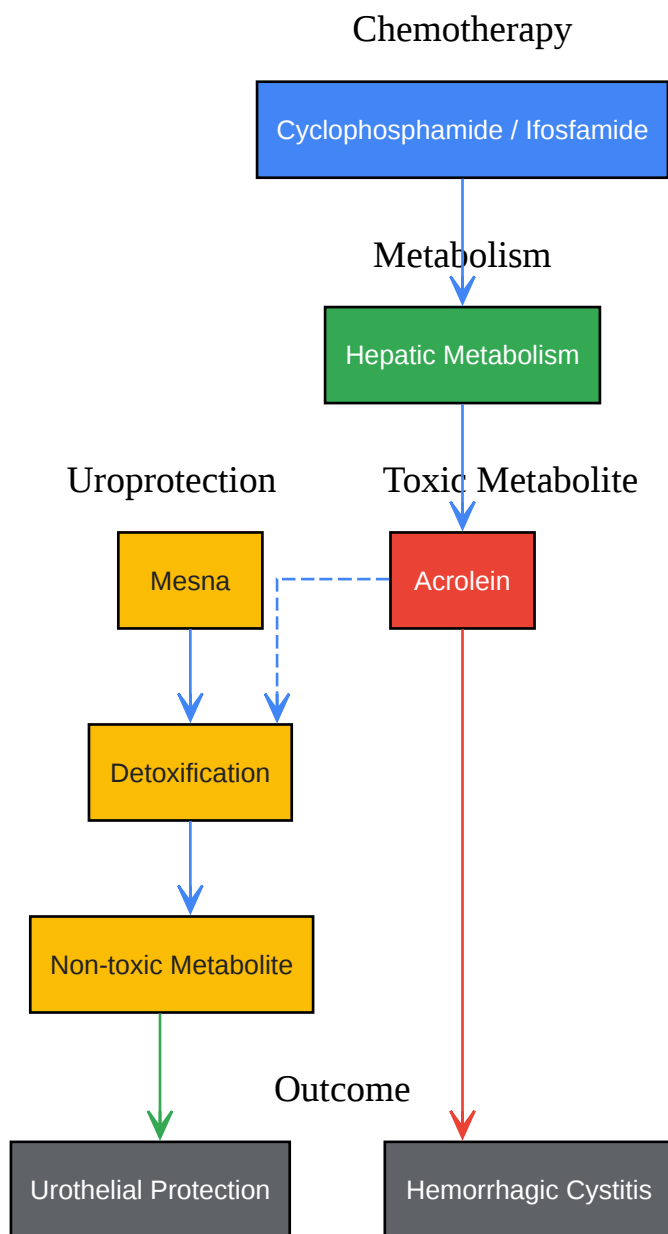 Chemotherapy
Cyclophosphamide / Ifosfamide
Metabolism
Hepatic Metabolism
Uroprotection
Toxic Metabolite
Mesna
Acrolein
Detoxification
Non-toxic Metabolite
Outcome
Urothelial Protection
Hemorrhagic Cystitis